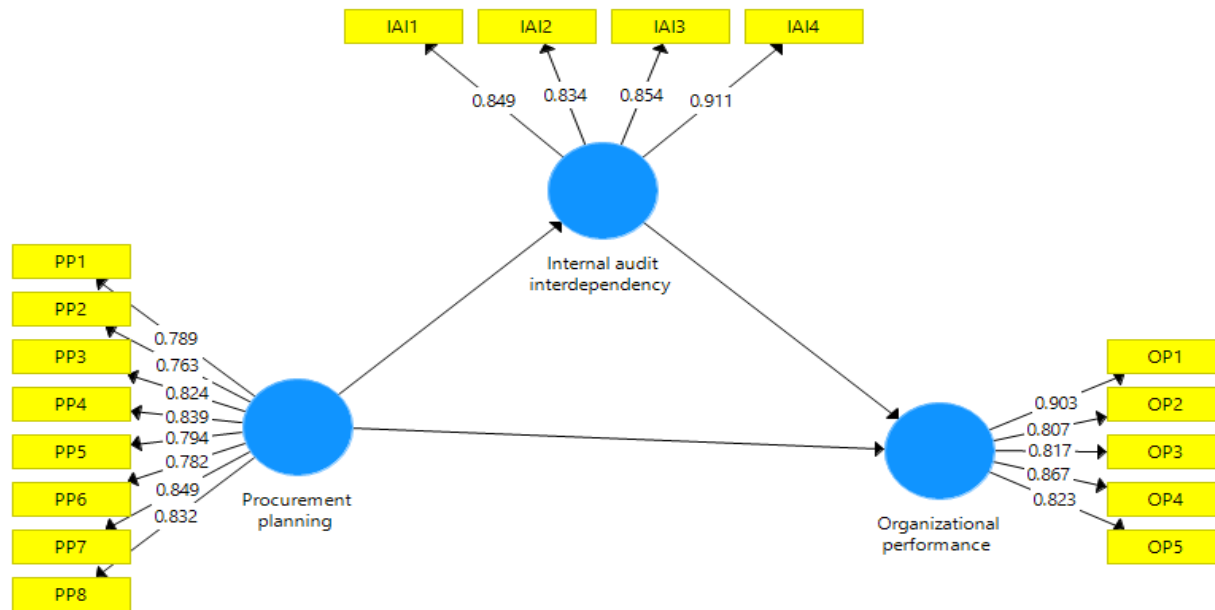 IAI1 IAI2 IAI3 IAI4
0.849 0.834 0.854 0.911
Internal audit
interdependency
PP1
PP2
PP3
PP4
PP5
PP6
PP7
PP8
0.789
0.763
0.824
0.839
0.794
0.782
0.849
0.832
Procurement
planning
OP1
OP2
OP3
OP4
OP5
0.903
0.807
0.817
0.867
0.823
Organizational
performance